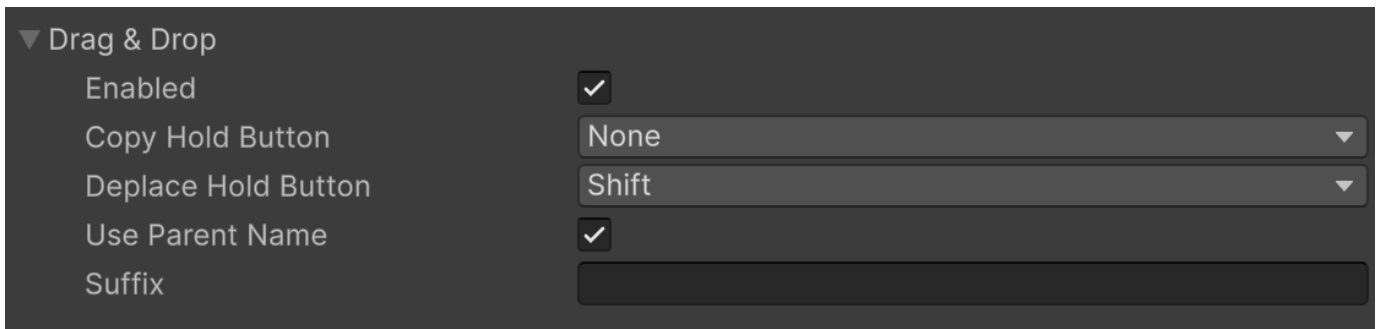 Drag & Drop
Enabled
Copy Hold Button None
Deplace Hold Button Shift
Use Parent Name
Suffix